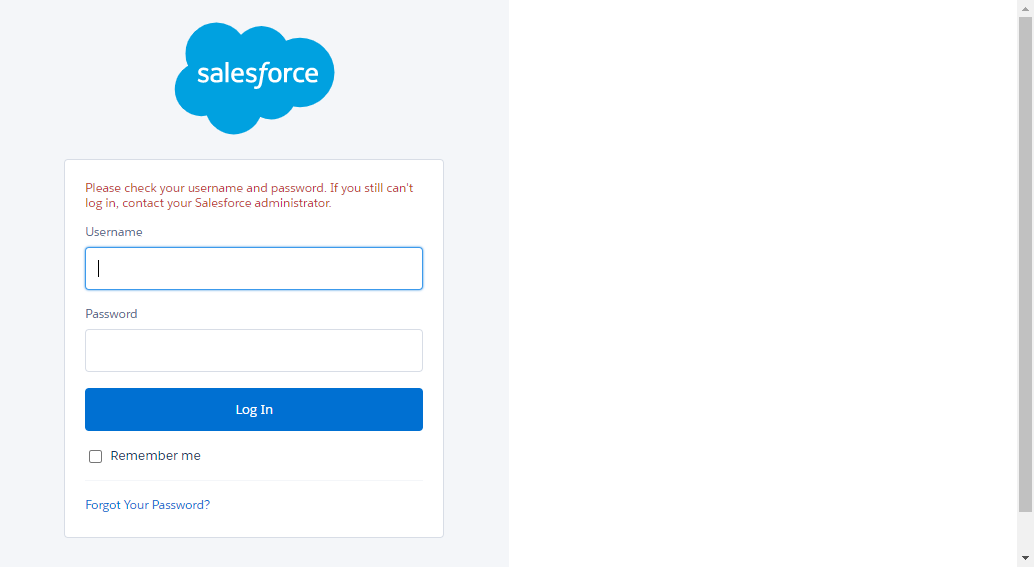 salesforce
Please check your username and password. If you still can't
log in, contact your Salesforce administrator.
Username
Password
Log In
Remember me
Forgot Your Password?